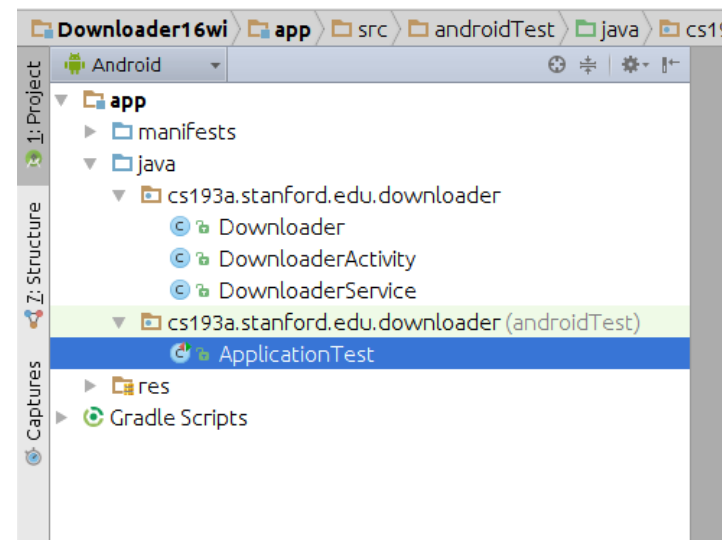 Downloader16wi app src androidTest java cs19
Android
app
manifests
java
cs193a.stanford.edu.downloader
Downloader
DownloaderActivity
DownloaderService
cs193a.stanford.edu.downloader (androidTest)
ApplicationTest
res
Gradle Scripts
1: Project
7: Structure
Captures